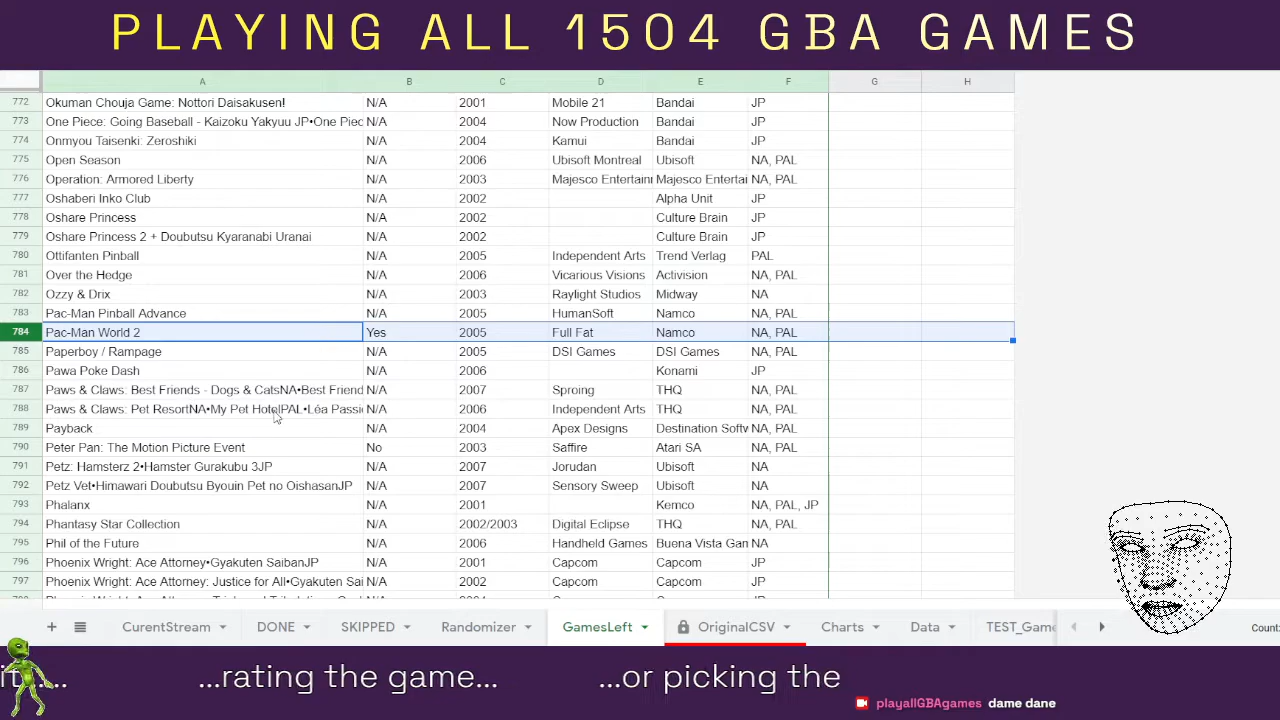 PLAYING ALL 1504 GBA GAMES
A B C D E F G H
772 Okuman Chouja Game: Nottori Daisakusen! N/A 2001 Mobile 21 Bandai JP
773 One Piece: Going Baseball - Kaizoku Yakyuu JP•One Piec N/A 2004 Now Production Bandai JP
774 Onmyou Taisenki: Zeroshiki N/A 2004 Kamui Bandai JP
775 Open Season N/A 2006 Ubisoft Montreal Ubisoft NA, PAL
776 Operation: Armored Liberty N/A 2003 Majesco Entertainr Majesco Entertai NA, PAL
777 Oshaberi Inko Club N/A 2002 Alpha Unit JP
778 Oshare Princess N/A 2002 Culture Brain JP
779 Oshare Princess 2 + Doubutsu Kyaranabi Uranai N/A 2002 Culture Brain JP
780 Ottifanten Pinball N/A 2005 Independent Arts Trend Verlag PAL
781 Over the Hedge N/A 2006 Vicarious Visions Activision NA, PAL
782 Ozzy & Drix N/A 2003 Raylight Studios Midway NA
783 Pac-Man Pinball Advance N/A 2005 HumanSoft Namco NA, PAL
784 Pac-Man World 2 Yes 2005 Full Fat Namco NA, PAL
785 Paperboy / Rampage N/A 2005 DSI Games DSI Games NA, PAL
786 Pawa Poke Dash N/A 2006 Konami JP
787 Paws & Claws: Best Friends - Dogs & CatsNA•Best Friend N/A 2007 Sproing THQ NA, PAL
788 Paws & Claws: Pet ResortNA•My Pet HotelPAL•Léa Passi N/A 2006 Independent Arts THQ NA, PAL
789 Payback N/A 2004 Apex Designs Destination Softw NA, PAL
790 Peter Pan: The Motion Picture Event No 2003 Saffire Atari SA NA, PAL
791 Petz: Hamsterz 2•Hamster Gurakubu 3JP N/A 2007 Jorudan Ubisoft NA
792 Petz Vet•Himawari Doubutsu Byouin Pet no OishasanJP N/A 2007 Sensory Sweep Ubisoft NA
793 Phalanx N/A 2001 Kemco NA, PAL, JP
794 Phantasy Star Collection N/A 2002/2003 Digital Eclipse THQ NA, PAL
795 Phil of the Future N/A 2006 Handheld Games Buena Vista Gan NA
796 Phoenix Wright: Ace Attorney•Gyakuten SaibanJP N/A 2001 Capcom Capcom JP
797 Phoenix Wright: Ace Attorney: Justice for All•Gyakuten Sai N/A 2002 Capcom Capcom JP
+ CurentStream DONE SKIPPED Randomizer GamesLeft OriginalCSV Charts Data TEST_Game Count:
...rating the game... ...or picking the
playallGBAgames dame dane